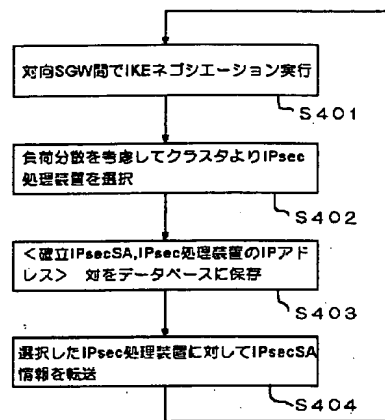 対向SGW間でIKEネゴシエーション実行
S401
負荷分散を考慮してクラスタよりIPsec
処理装置を選択
S402
＜確立IPsecSA,IPsec処理装置のIPアド
レス＞ 対をデータベースに保存
S403
選択したIPsec処理装置に対してIPsecSA
情報を転送
S404